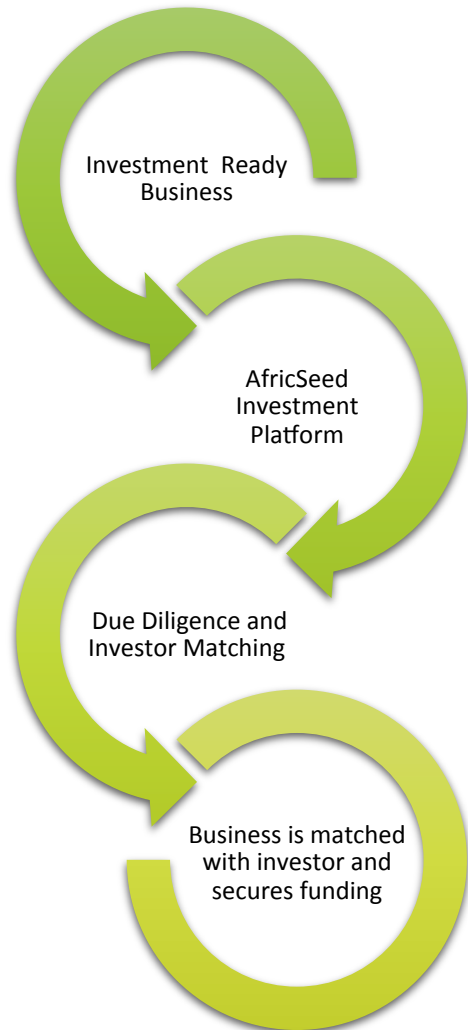 Investment Ready
Business
AfricSeed
Investment
Platform
Due Diligence and
Investor Matching
Business is matched
with investor and
secures funding